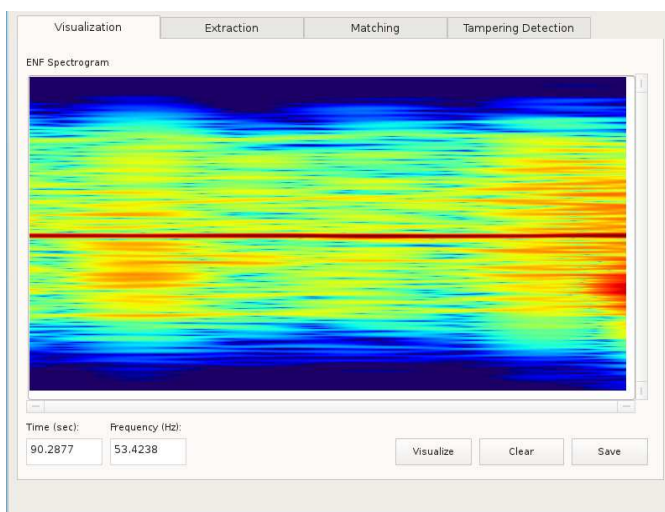 Visualization Extraction Matching Tampering Detection
ENF Spectrogram
Time (sec): Frequency (Hz):
90.2877 53.4238 Visualize Clear Save